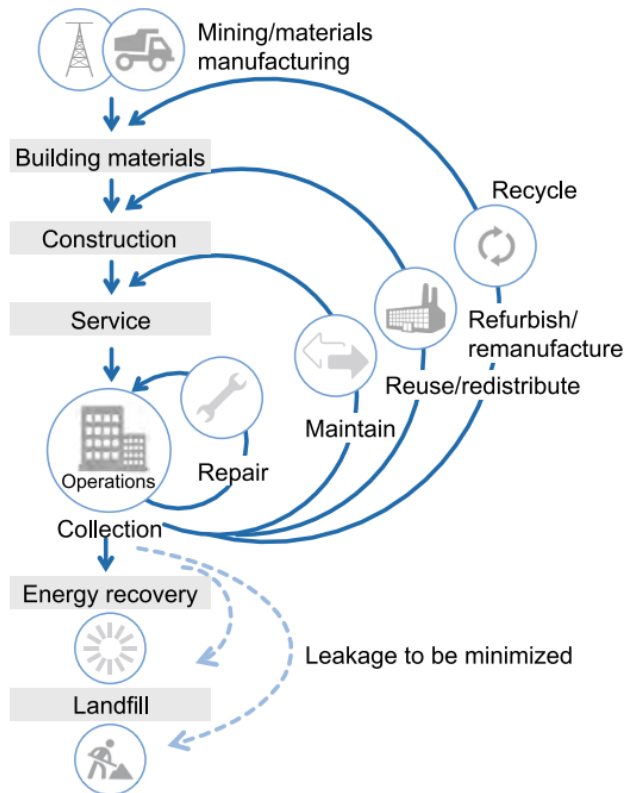 Mining/materials
manufacturing
Building materials
Recycle
Construction
Service
Refurbish/
remanufacture
Reuse/redistribute
Maintain
Repair
Operations
Collection
Energy recovery
Leakage to be minimized
Landfill